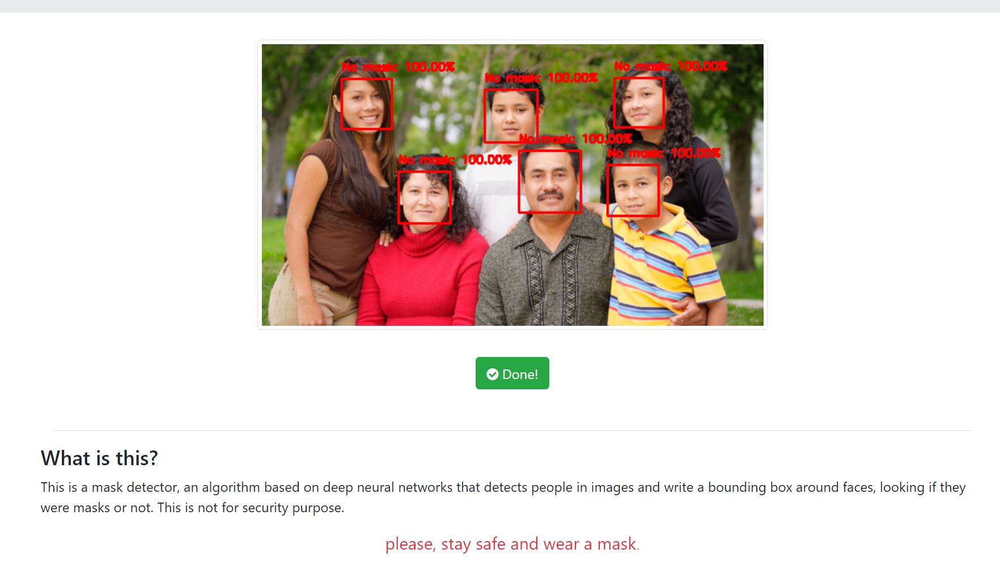 No mask: 100.00%
No mask: 100.00%
No mask: 100.00%
No mask: 100.00%
No mask: 100.00%
No mask: 100.00%
Done!
What is this?
This is a mask detector, an algorithm based on deep neural networks that detects people in images and write a bounding box around faces, looking if they
were masks or not. This is not for security purpose.
please, stay safe and wear a mask.